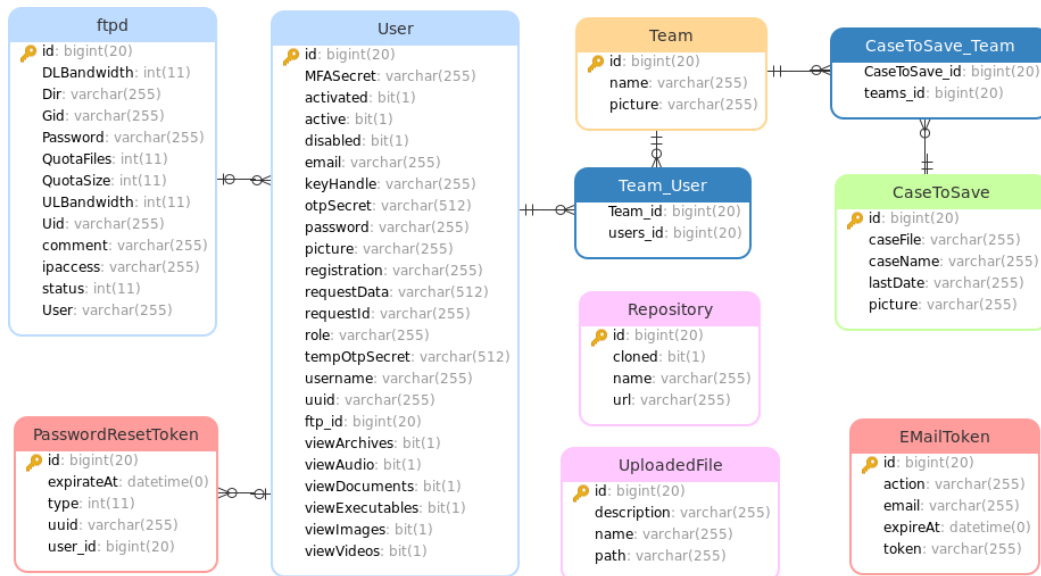 ftpd
id: bigint(20)
DLBandwidth: int(11)
Dir: varchar(255)
Gid: varchar(255)
Password: varchar(255)
QuotaFiles: int(11)
QuotaSize: int(11)
ULBandwidth: int(11)
Uid: varchar(255)
comment: varchar(255)
ipaccess: varchar(255)
status: int(11)
User: varchar(255)
User
id: bigint(20)
MFASecret: varchar(255)
activated: bit(1)
active: bit(1)
disabled: bit(1)
email: varchar(255)
keyHandle: varchar(255)
otpSecret: varchar(512)
password: varchar(255)
picture: varchar(255)
registration: varchar(255)
requestData: varchar(512)
requestId: varchar(255)
role: varchar(255)
tempOtpSecret: varchar(512)
username: varchar(255)
uuid: varchar(255)
ftp_id: bigint(20)
viewArchives: bit(1)
viewAudio: bit(1)
viewDocuments: bit(1)
viewExecutables: bit(1)
viewImages: bit(1)
viewVideos: bit(1)
Team
id: bigint(20)
name: varchar(255)
picture: varchar(255)
CaseToSave_Team
CaseToSave_id: bigint(20)
teams_id: bigint(20)
Team_User
Team_id: bigint(20)
users_id: bigint(20)
CaseToSave
id: bigint(20)
caseFile: varchar(255)
caseName: varchar(255)
lastDate: varchar(255)
picture: varchar(255)
Repository
id: bigint(20)
cloned: bit(1)
name: varchar(255)
url: varchar(255)
PasswordResetToken
id: bigint(20)
expirateAt: datetime(0)
type: int(11)
uuid: varchar(255)
user_id: bigint(20)
UploadedFile
id: bigint(20)
description: varchar(255)
name: varchar(255)
path: varchar(255)
EMailToken
id: bigint(20)
action: varchar(255)
email: varchar(255)
expireAt: datetime(0)
token: varchar(255)